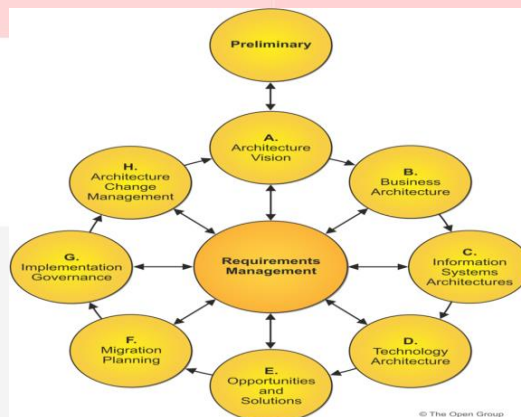 Preliminary
A.
Architecture
Vision
H.
Architecture
Change
Management
B.
Business
Architecture
G.
Implementation
Governance
Requirements
Management
C.
Information
Systems
Architectures
F.
Migration
Planning
D.
Technology
Architecture
E.
Opportunities
and
Solutions
© The Open Group